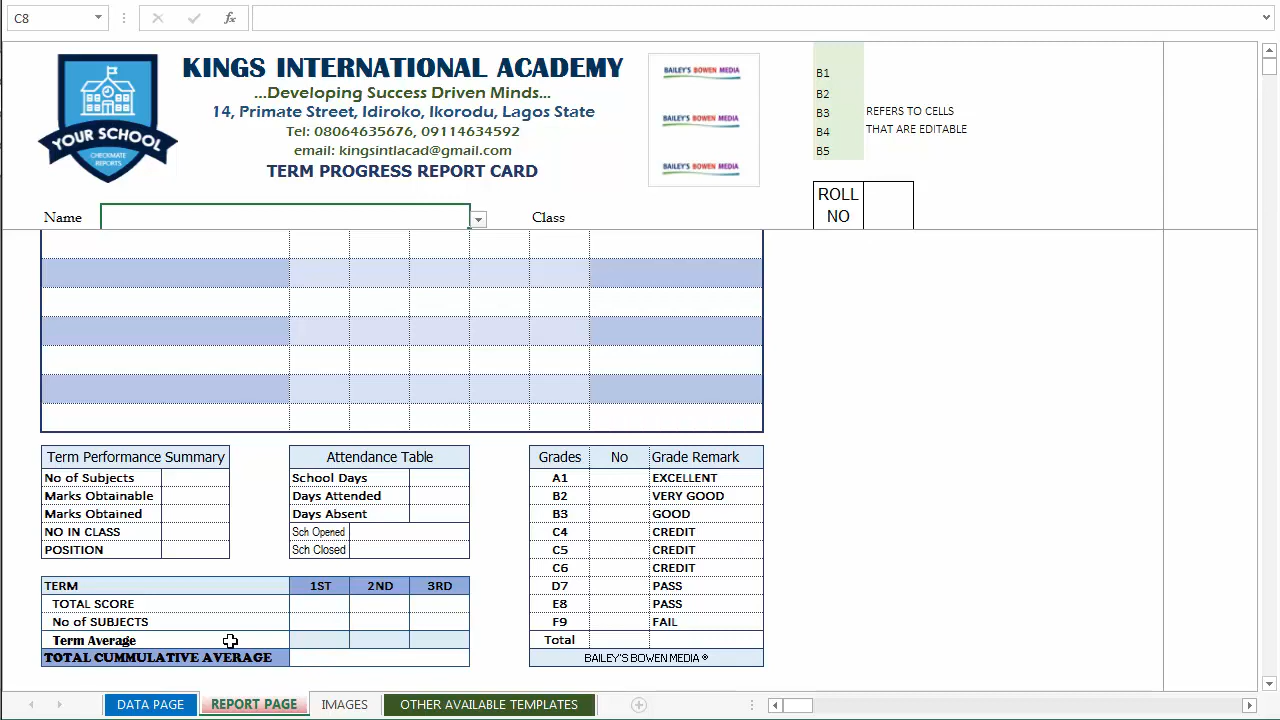 C8
fx
YOUR SCHOOL
CHECKMATE
REPORTS
KINGS INTERNATIONAL ACADEMY
...Developing Success Driven Minds...
14, Primate Street, Idiroko, Ikorodu, Lagos State
Tel: 08064635676, 09114634592
email: kingsintlacad@gmail.com
TERM PROGRESS REPORT CARD
BAILEY'S BOWEN MEDIA
BAILEY'S BOWEN MEDIA
BAILEY'S BOWEN MEDIA
B1
B2
B3 REFERS TO CELLS
B4 THAT ARE EDITABLE
B5
ROLL
NO
Name Class
Term Performance Summary
No of Subjects
Marks Obtainable
Marks Obtained
NO IN CLASS
POSITION
Attendance Table
School Days
Days Attended
Days Absent
Sch Opened
Sch Closed
Grades No Grade Remark
A1 EXCELLENT
B2 VERY GOOD
B3 GOOD
C4 CREDIT
C5 CREDIT
C6 CREDIT
D7 PASS
E8 PASS
F9 FAIL
Total
BAILEY'S BOWEN MEDIA ®
TERM 1ST 2ND 3RD
TOTAL SCORE
No of SUBJECTS
Term Average
TOTAL CUMMULATIVE AVERAGE
DATA PAGE REPORT PAGE IMAGES OTHER AVAILABLE TEMPLATES